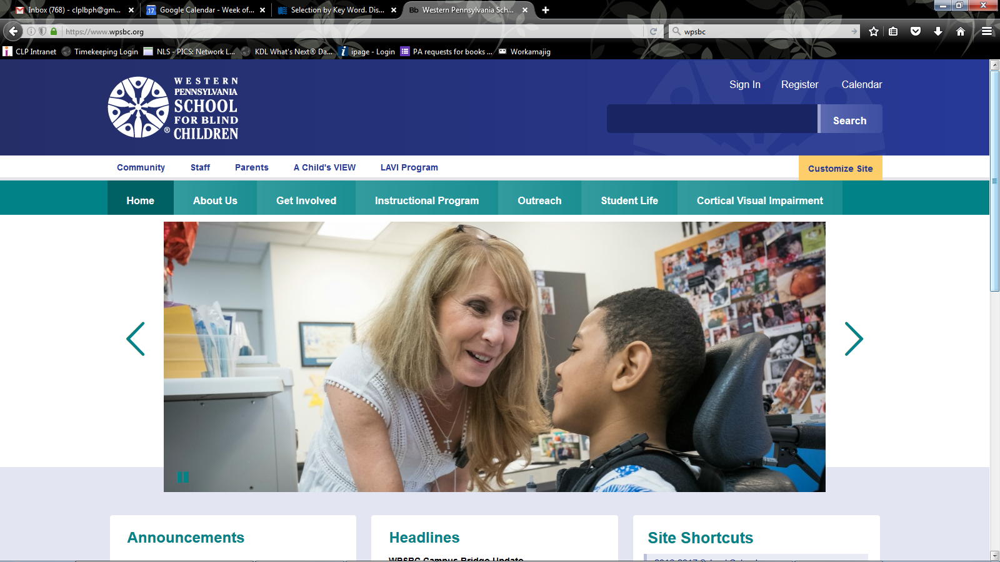 Inbox (768) - clplbph@gm...
Google Calendar - Week of...
Selection by Key Word. Dis...
Bb Western Pennsylvania Sch...
https://www.wpsbc.org
wpsbc
CLP Intranet
Timekeeping Login
NLS - PICS: Network L...
KDL What's Next® Da...
ipage - Login
PA requests for books ...
Workamajig
WESTERN
PENNSYLVANIA
SCHOOL
FOR BLIND
® CHILDREN
Sign In
Register
Calendar
Search
Community
Staff
Parents
A Child's VIEW
LAVI Program
Customize Site
Home
About Us
Get Involved
Instructional Program
Outreach
Student Life
Cortical Visual Impairment
Announcements
Headlines
Site Shortcuts
WPSBC Campus Bridge Update